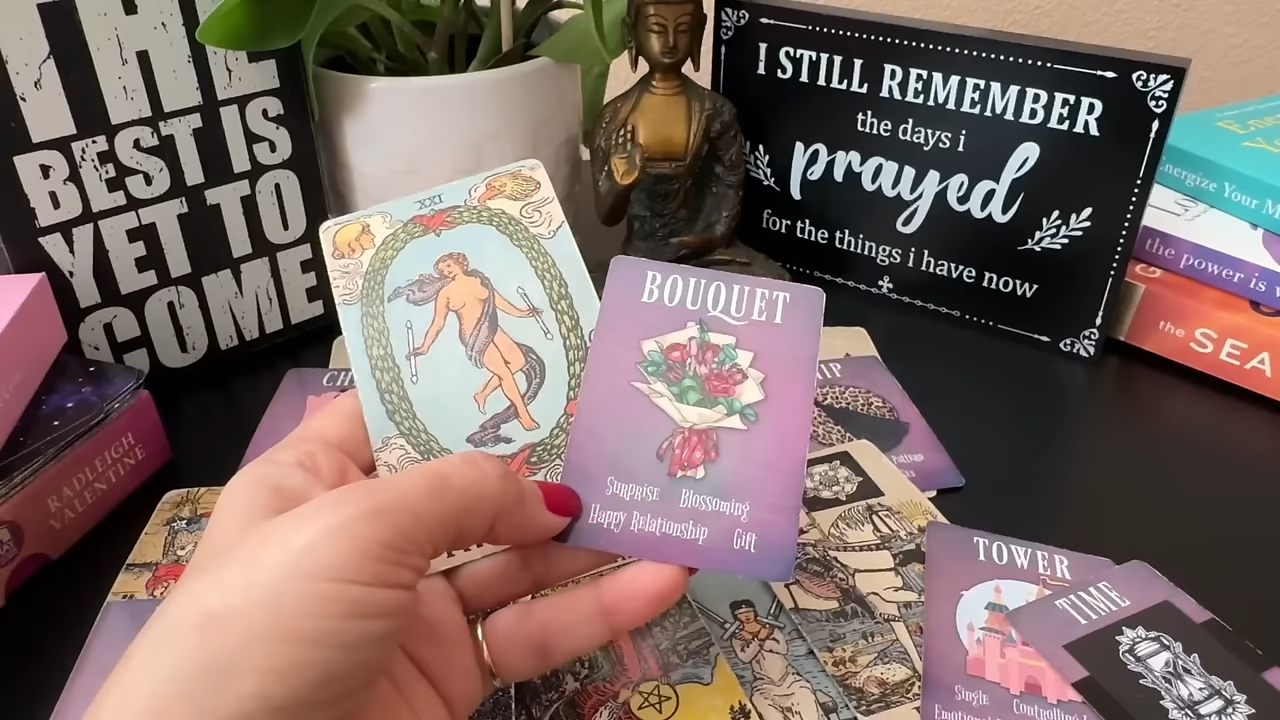 THE
BEST IS
YET TO
COME
I STILL REMEMBER
the days i
prayed
for the things i have now
Energize Your
the power is
the SEA
RADLEIGH
VALENTINE
XXI
BOUQUET
SURPRISE Blossoming
Happy Relationship Gift
TOWER
Single Controlling
Emotional
TIME